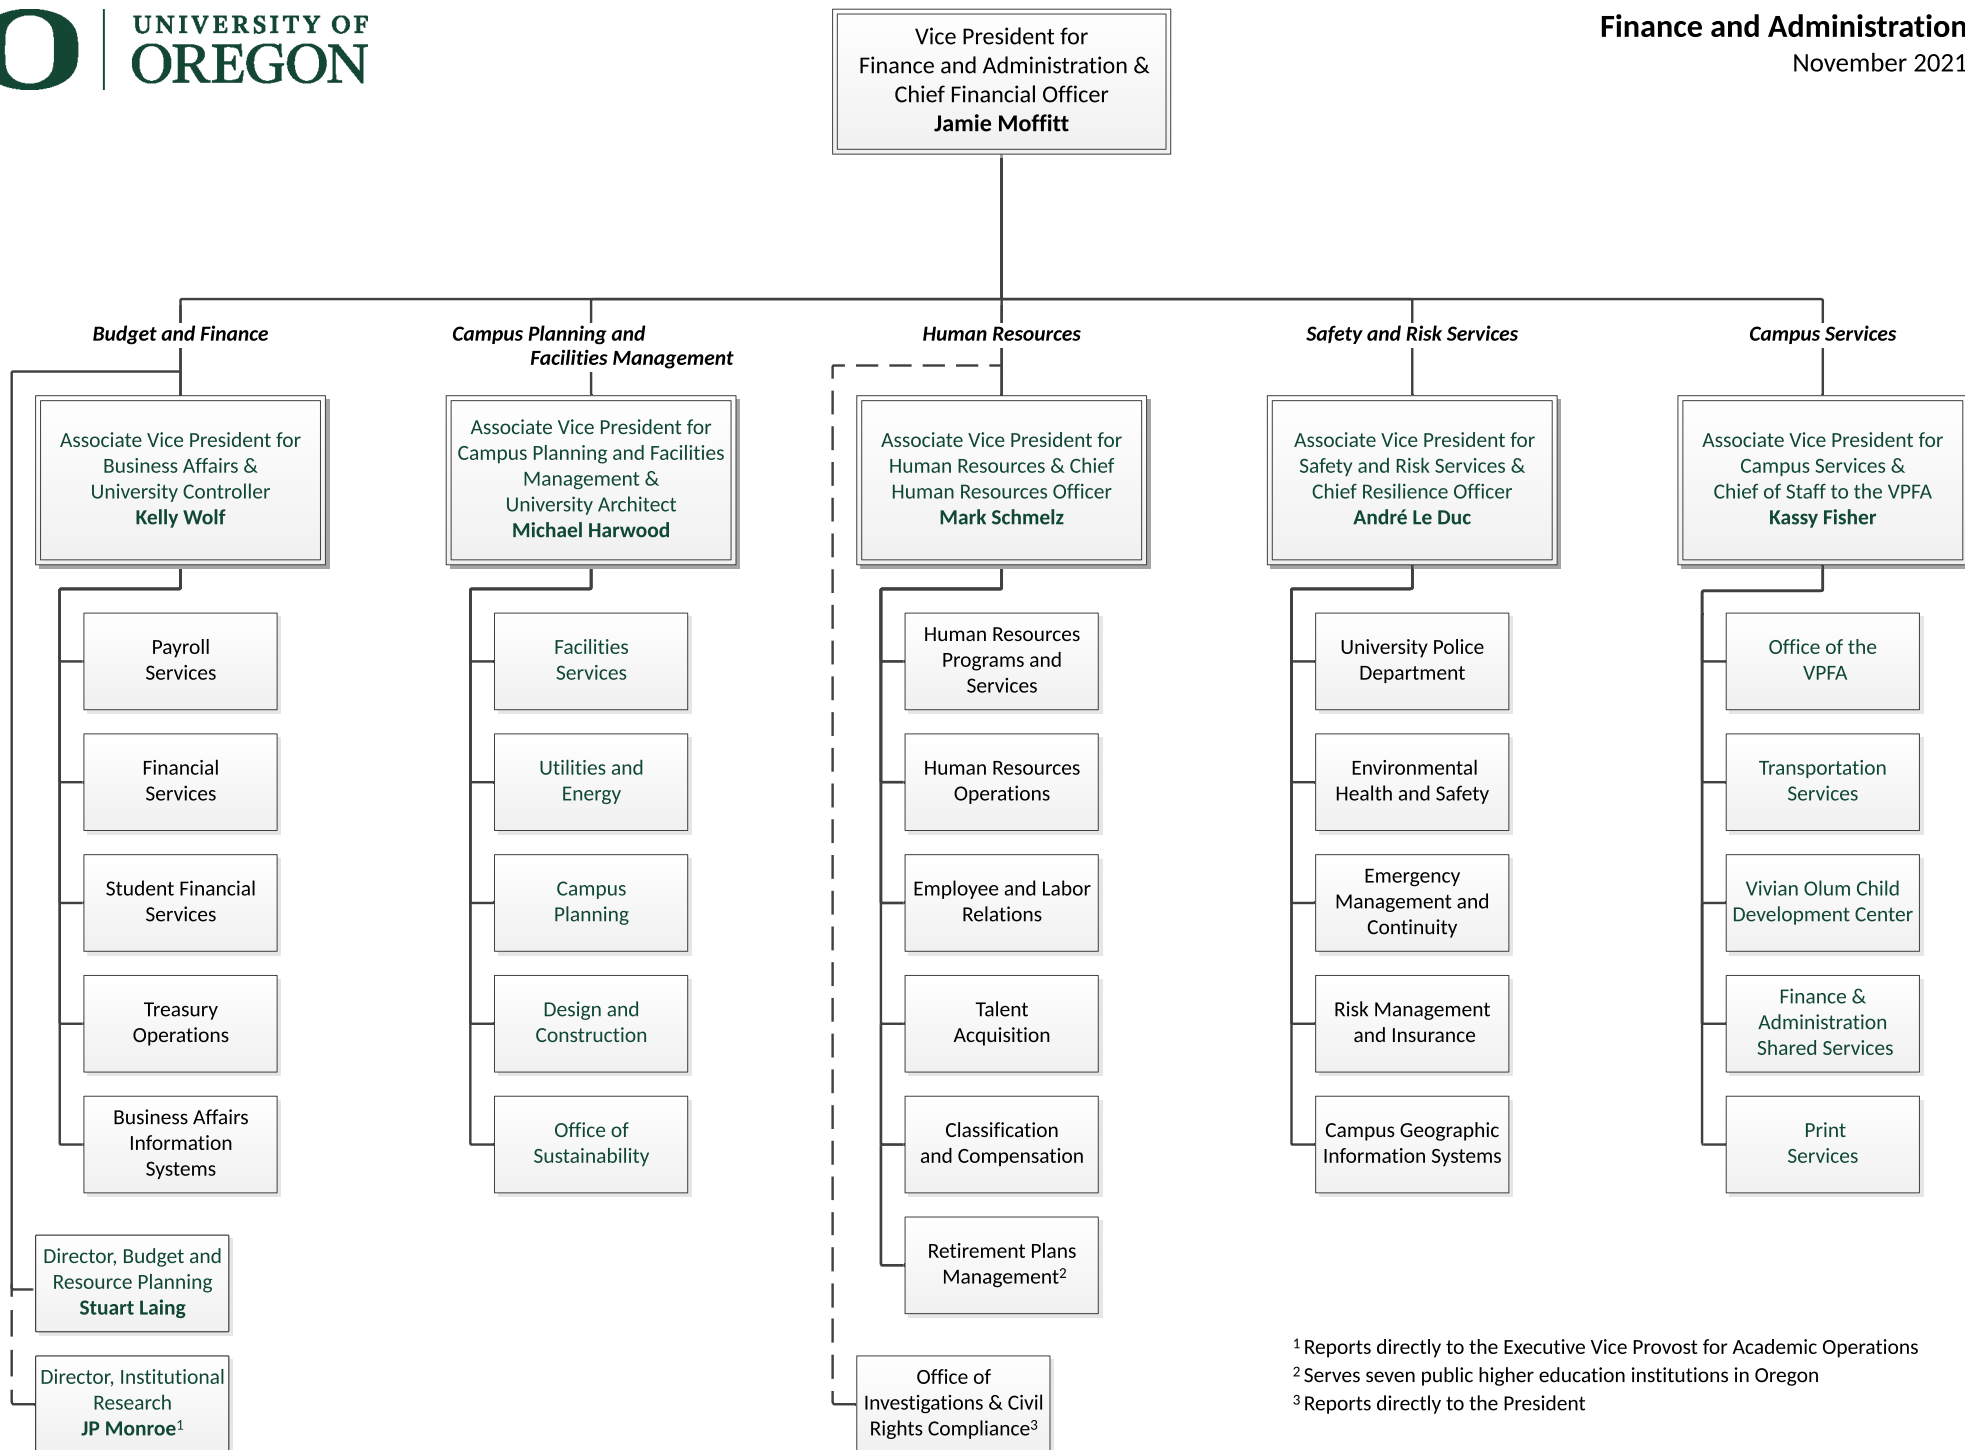 UNIVERSITY OF
OREGON
Finance and Administration
November 2021
Vice President for
Finance and Administration &
Chief Financial Officer
Jamie Moffitt
Budget and Finance
Associate Vice President for
Business Affairs &
University Controller
Kelly Wolf
Payroll
Services
Financial
Services
Student Financial
Services
Treasury
Operations
Business Affairs
Information
Systems
Director, Budget and
Resource Planning
Stuart Laing
Director, Institutional
Research
JP Monroe¹
Campus Planning and
Facilities Management
Associate Vice President for
Campus Planning and Facilities
Management &
University Architect
Michael Harwood
Facilities
Services
Utilities and
Energy
Campus
Planning
Design and
Construction
Office of
Sustainability
Human Resources
Associate Vice President for
Human Resources & Chief
Human Resources Officer
Mark Schmelz
Human Resources
Programs and
Services
Human Resources
Operations
Employee and Labor
Relations
Talent
Acquisition
Classification
and Compensation
Retirement Plans
Management²
Office of
Investigations & Civil
Rights Compliance³
Safety and Risk Services
Associate Vice President for
Safety and Risk Services &
Chief Resilience Officer
André Le Duc
University Police
Department
Environmental
Health and Safety
Emergency
Management and
Continuity
Risk Management
and Insurance
Campus Geographic
Information Systems
Campus Services
Associate Vice President for
Campus Services &
Chief of Staff to the VPFA
Kassy Fisher
Office of the
VPFA
Transportation
Services
Vivian Olum Child
Development Center
Finance &
Administration
Shared Services
Print
Services
¹ Reports directly to the Executive Vice Provost for Academic Operations
² Serves seven public higher education institutions in Oregon
³ Reports directly to the President